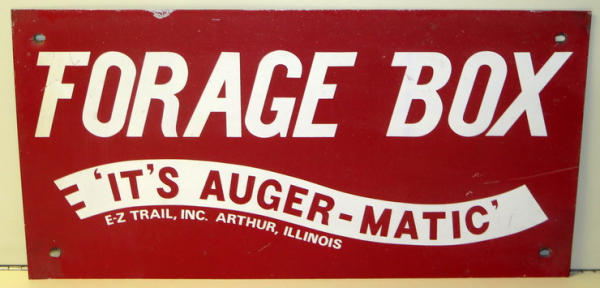 FORAGE BOX
'IT'S AUGER-MATIC'
E-Z TRAIL, INC. ARTHUR, ILLINOIS